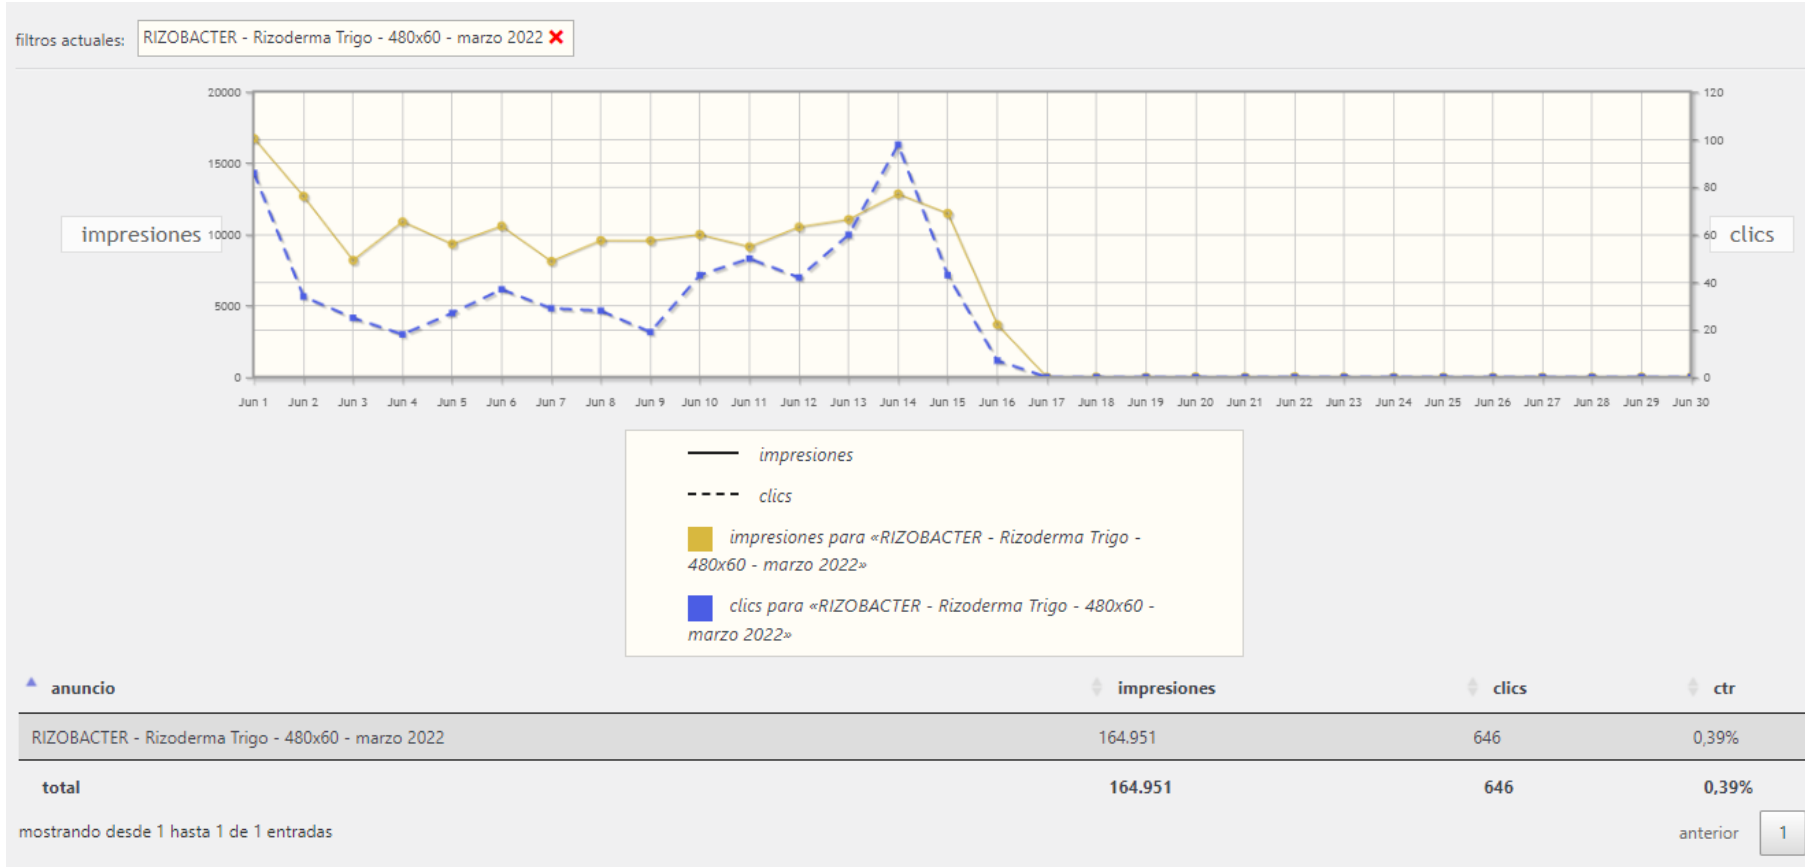 filtros actuales: RIZOBACTER - Rizoderma Trigo - 480x60 - marzo 2022
20000 120
100
15000
80
impresiones 10000 60 clics
40
5000
20
0 0
Jun 1 Jun 2 Jun 3 Jun 4 Jun 5 Jun 6 Jun 7 Jun 8 Jun 9 Jun 10 Jun 11 Jun 12 Jun 13 Jun 14 Jun 15 Jun 16 Jun 17 Jun 18 Jun 19 Jun 20 Jun 21 Jun 22 Jun 23 Jun 24 Jun 25 Jun 26 Jun 27 Jun 28 Jun 29 Jun 30
impresiones
clics
impresiones para «RIZOBACTER - Rizoderma Trigo -
480x60 - marzo 2022»
clics para «RIZOBACTER - Rizoderma Trigo - 480x60 -
marzo 2022»
anuncio impresiones clics ctr
RIZOBACTER - Rizoderma Trigo - 480x60 - marzo 2022 164.951 646 0,39%
total 164.951 646 0,39%
mostrando desde 1 hasta 1 de 1 entradas anterior 1